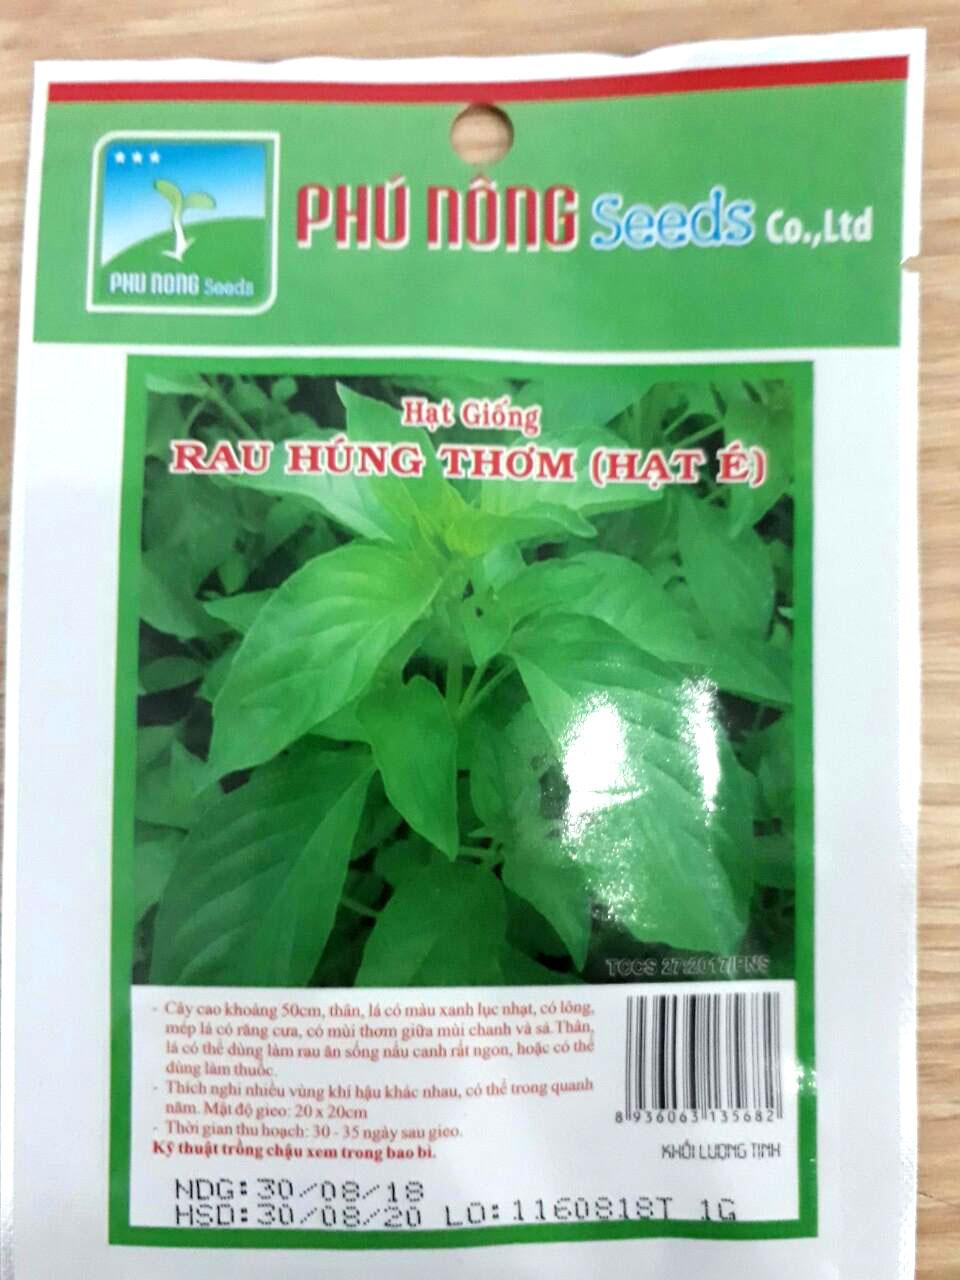 PHÚ NÔNG Seeds Co.,Ltd
PHU NONG Seeds
Hạt Giống
RAU HÚNG THƠM (HẠT É)
TCCS 27:2017/PNS
- Cây cao khoảng 50cm, thân, lá có màu xanh lục nhạt, có lông,
mép lá có răng cưa, có mùi thơm giữa mùi chanh và sả.Thân,
lá có thể dùng làm rau ăn sống nấu canh rất ngon, hoặc có thể
dùng làm thuốc.
- Thích nghi nhiều vùng khí hậu khác nhau, có thể trong quanh
năm. Mật độ gieo: 20 x 20cm
- Thời gian thu hoạch: 30 - 35 ngày sau gieo.
Kỹ thuật trồng chậu xem trong bao bì.
8 936063 135682
KHỐI LƯỢNG TỊNH
NDG:30/08/18
HSD:30/08/20 LO:1160818T 1G